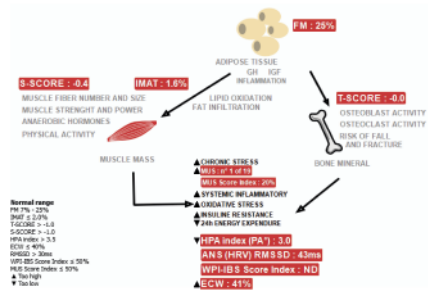 FM : 25%
ADIPOSE TISSUE
GH IGF
INFLAMMATION
S-SCORE : -0.4
IMAT : 1.6%
MUSCLE FIBER NUMBER AND SIZE
MUSCLE STRENGHT AND POWER
ANAEROBIC HORMONES
PHYSICAL ACTIVITY
LIPID OXIDATION
FAT INFILTRATION
T-SCORE : -0.0
OSTEOBLAST ACTIVITY
OSTEOCLAST ACTIVITY
RISK OF FALL
AND FRACTURE
MUSCLE MASS
BONE MINERAL
▲CHRONIC STRESS
▲MUS : n° 1 of 19
MUS Score Index : 20%
▲SYSTEMIC INFLAMMATORY
▲OXIDATIVE STRESS
▲INSULINE RESISTANCE
▼24h ENERGY EXPENDURE
▼HPA index (PA°) : 3.0
ANS (HRV) RMSSD : 43ms
WPI-IBS Score Index : ND
▲ECW : 41%
Normal range
FM 7% - 25%
IMAT ≤ 2.0%
T-SCORE > -1.0
S-SCORE > -1.0
HPA index > 3.5
ECW ≤ 40%
RMSSD > 30ms
WPI-IBS Score Index ≤ 50%
MUS Score Index ≤ 50%
▲ Too high
▼ Too low